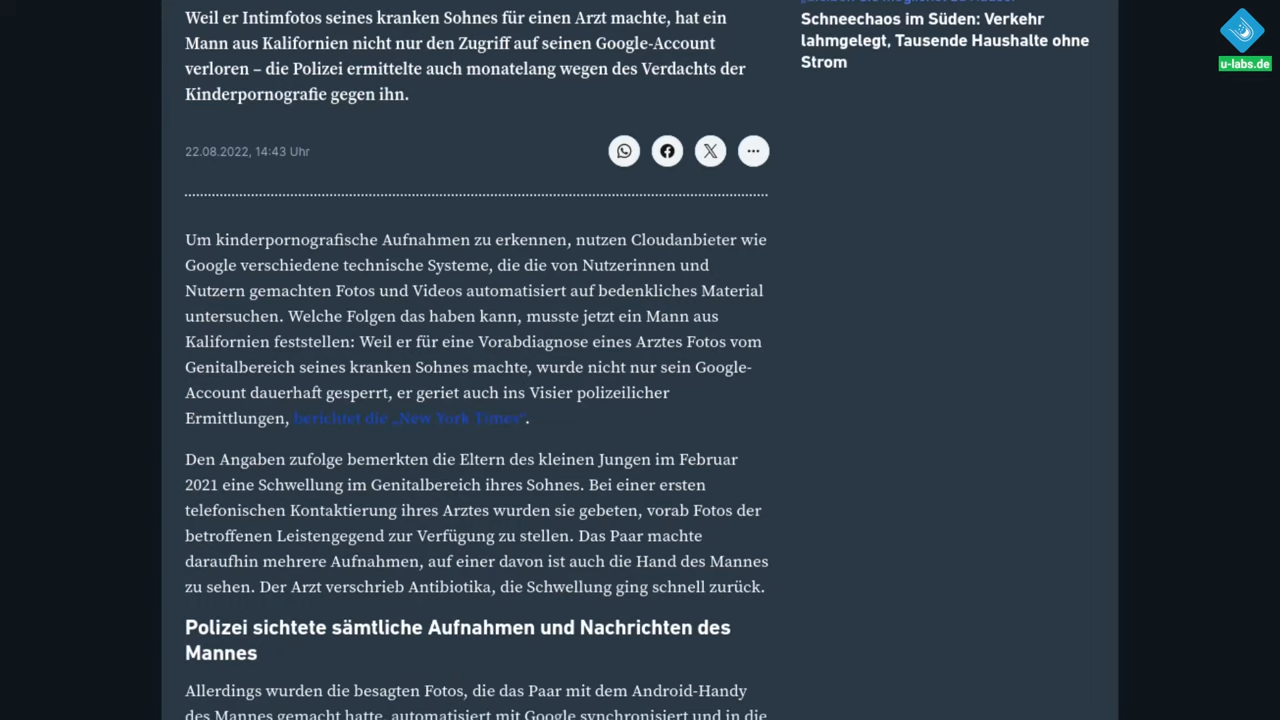 Weil er Intimfotos seines kranken Sohnes für einen Arzt machte, hat ein
Mann aus Kalifornien nicht nur den Zugriff auf seinen Google-Account
verloren – die Polizei ermittelte auch monatelang wegen des Verdachts der
Kinderpornografie gegen ihn.
22.08.2022, 14:43 Uhr
Um kinderpornografische Aufnahmen zu erkennen, nutzen Cloudanbieter wie
Google verschiedene technische Systeme, die die von Nutzerinnen und
Nutzern gemachten Fotos und Videos automatisiert auf bedenkliches Material
untersuchen. Welche Folgen das haben kann, musste jetzt ein Mann aus
Kalifornien feststellen: Weil er für eine Vorabdiagnose eines Arztes Fotos vom
Genitalbereich seines kranken Sohnes machte, wurde nicht nur sein Google-
Account dauerhaft gesperrt, er geriet auch ins Visier polizeilicher
Ermittlungen, berichtet die „New York Times“.
Den Angaben zufolge bemerkten die Eltern des kleinen Jungen im Februar
2021 eine Schwellung im Genitalbereich ihres Sohnes. Bei einer ersten
telefonischen Kontaktierung ihres Arztes wurden sie gebeten, vorab Fotos der
betroffenen Leistengegend zur Verfügung zu stellen. Das Paar machte
daraufhin mehrere Aufnahmen, auf einer davon ist auch die Hand des Mannes
zu sehen. Der Arzt verschrieb Antibiotika, die Schwellung ging schnell zurück.
Polizei sichtete sämtliche Aufnahmen und Nachrichten des
Mannes
Allerdings wurden die besagten Fotos, die das Paar mit dem Android-Handy
des Mannes gemacht hatte, automatisiert mit Google synchronisiert und in die
Schneechaos im Süden: Verkehr
lahmgelegt, Tausende Haushalte ohne
Strom
u-labs.de